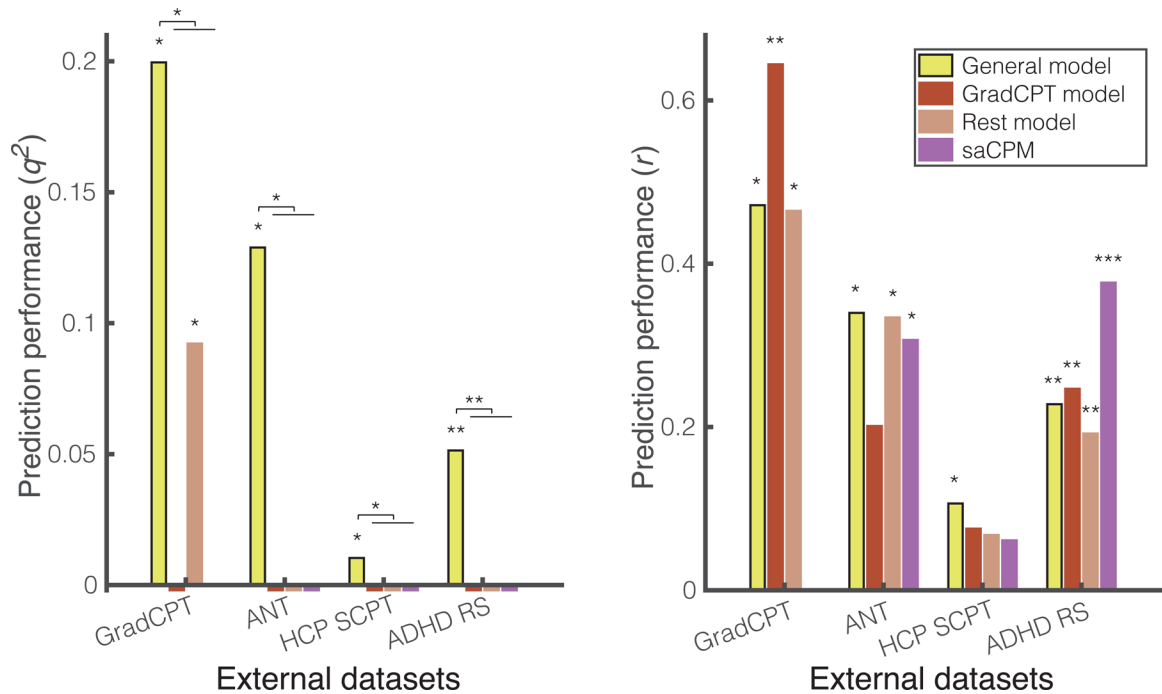 Prediction performance (q²)
0.2
0.15
0.1
0.05
0
*
*
*
*
*
*
*
**
**
GradCPT
ANT
HCP SCPT
ADHD RS
External datasets
Prediction performance (r)
0.6
0.4
0.2
0
General model
GradCPT model
Rest model
saCPM
*
**
*
*
*
*
*
**
**
**
***
GradCPT
ANT
HCP SCPT
ADHD RS
External datasets